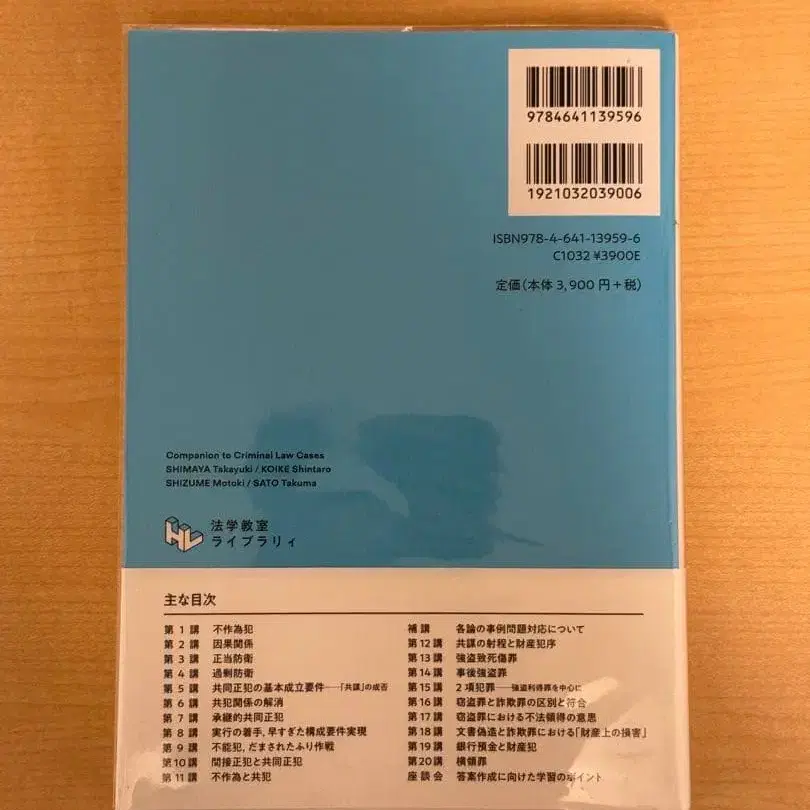 9784641139596
1921032039006
ISBN978-4-641-13959-6
C1032 ¥3900E
定価(本体3,900円+税)
Companion to Criminal Law Cases
SHIMAYA Takayuki / KOIKE Shintaro
SHIZUME Motoki / SATO Takuma
HL
法学教室
ライブラリィ
主な目次
第1講 不作為犯
第2講 因果関係
第3講 正当防衛
第4講 過剰防衛
第5講 共同正犯の基本成立要件——「共謀」の成否
第6講 共犯関係の解消
第7講 承継的共同正犯
第8講 実行の着手,早すぎた構成要件実現
第9講 不能犯,だまされたふり作戦
第10講 間接正犯と共同正犯
第11講 不作為と共犯
補講 各論の事例問題対応について
第12講 共謀の射程と財産犯序
第13講 強盗致死傷罪
第14講 事後強盗罪
第15講 2項犯罪——強盗利得罪を中心に
第16講 窃盗罪と詐欺罪の区別と符合
第17講 窃盗罪における不法領得の意思
第18講 文書偽造と詐欺罪における「財産上の損害」
第19講 銀行預金と財産犯
第20講 横領罪
座談会 答案作成に向けた学習のポイント